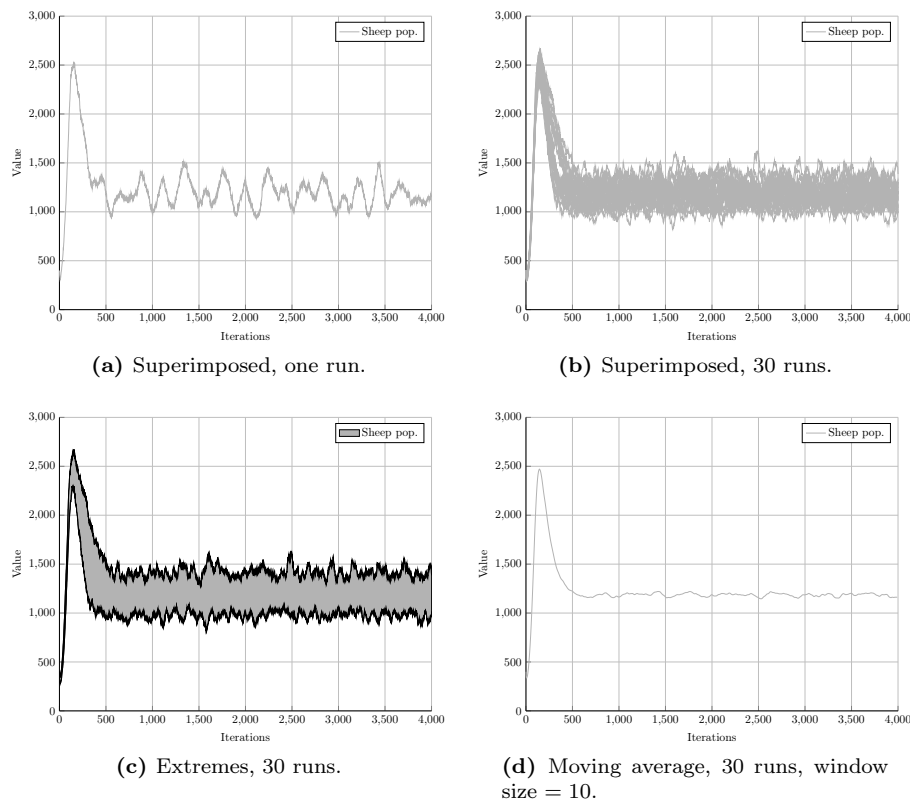 3,000
Sheep pop.
2,500
2,000
1,500
1,000
500
0
Value
0 500 1,000 1,500 2,000 2,500 3,000 3,500 4,000
Iterations
(a) Superimposed, one run.
3,000
Sheep pop.
2,500
2,000
1,500
1,000
500
0
Value
0 500 1,000 1,500 2,000 2,500 3,000 3,500 4,000
Iterations
(b) Superimposed, 30 runs.
3,000
Sheep pop.
2,500
2,000
1,500
1,000
500
0
Value
0 500 1,000 1,500 2,000 2,500 3,000 3,500 4,000
Iterations
(c) Extremes, 30 runs.
3,000
Sheep pop.
2,500
2,000
1,500
1,000
500
0
Value
0 500 1,000 1,500 2,000 2,500 3,000 3,500 4,000
Iterations
(d) Moving average, 30 runs, window
size = 10.